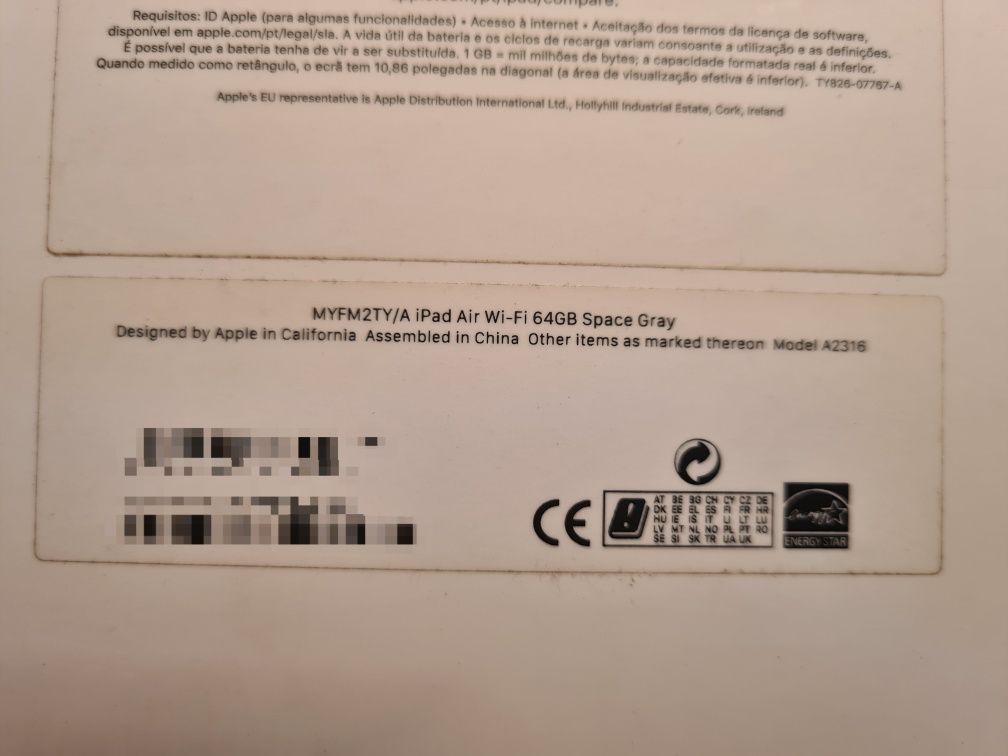 apple.com/pt/ipad/compare.
Requisitos: ID Apple (para algumas funcionalidades) • Acesso à internet • Aceitação dos termos da licença de software,
disponível em apple.com/pt/legal/sla. A vida útil da bateria e os ciclos de recarga variam consoante a utilização e as definições.
É possível que a bateria tenha de vir a ser substituída. 1 GB = mil milhões de bytes; a capacidade formatada real é inferior.
Quando medido como retângulo, o ecrã tem 10,86 polegadas na diagonal (a área de visualização efetiva é inferior). TY826-07767-A
Apple's EU representative is Apple Distribution International Ltd., Hollyhill Industrial Estate, Cork, Ireland
MYFM2TY/A iPad Air Wi-Fi 64GB Space Gray
Designed by Apple in California Assembled in China Other items as marked thereon Model A2316
CE
AT BE BG CH CY CZ DE
DK EE EL ES FI FR HR
HU IE IS IT LI LT LU
LV MT NL NO PL PT RO
SE SI SK TR UA UK
ENERGY STAR